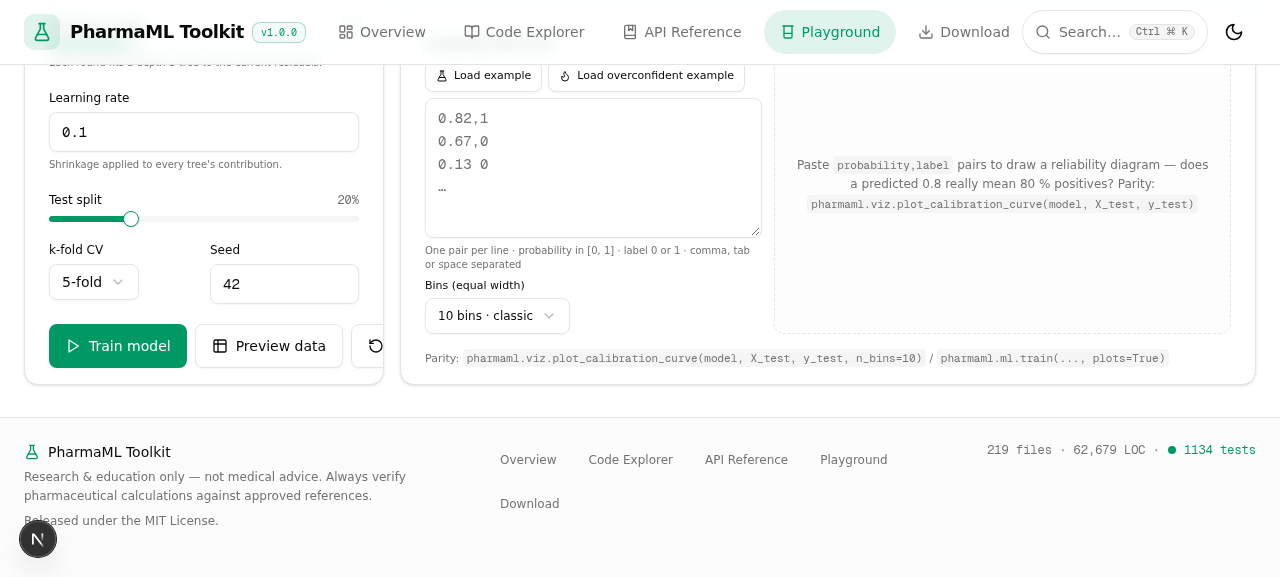 PharmaML Toolkit
v1.0.0
Overview
Code Explorer
API Reference
Playground
Download
Search...
Ctrl ⌘ K
Learning rate
0.1
Shrinkage applied to every tree's contribution.
Test split
20%
k-fold CV
Seed
5-fold
42
Train model
Preview data
Load example
Load overconfident example
0.82,1
0.67,0
0.13 0
…
One pair per line · probability in [0, 1] · label 0 or 1 · comma, tab
or space separated
Bins (equal width)
10 bins · classic
Paste probability,label pairs to draw a reliability diagram — does
a predicted 0.8 really mean 80 % positives? Parity:
pharmaml.viz.plot_calibration_curve(model, X_test, y_test)
Parity: pharmaml.viz.plot_calibration_curve(model, X_test, y_test, n_bins=10) / pharmaml.ml.train(..., plots=True)
PharmaML Toolkit
Research & education only — not medical advice. Always verify
pharmaceutical calculations against approved references.
Released under the MIT License.
Overview
Code Explorer
API Reference
Playground
Download
219 files · 62,679 LOC · ● 1134 tests
N